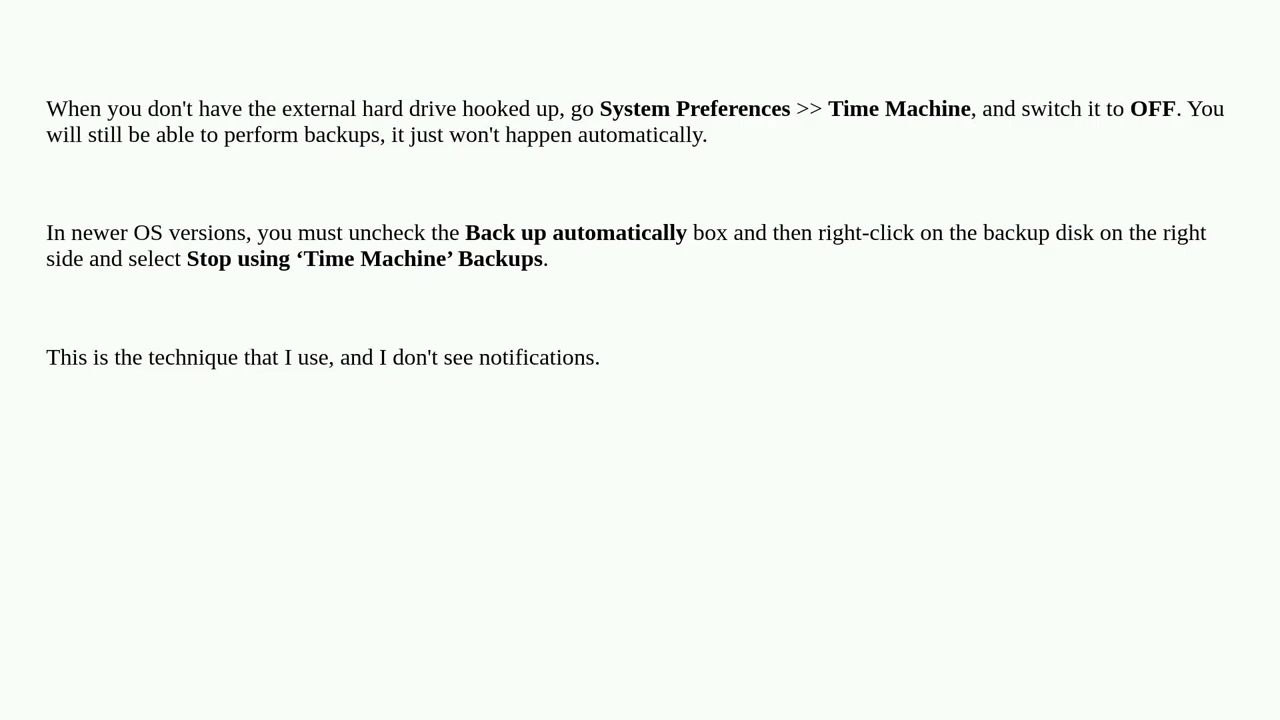 When you don't have the external hard drive hooked up, go System Preferences >> Time Machine, and switch it to OFF. You
will still be able to perform backups, it just won't happen automatically.
In newer OS versions, you must uncheck the Back up automatically box and then right-click on the backup disk on the right
side and select Stop using ‘Time Machine’ Backups.
This is the technique that I use, and I don't see notifications.